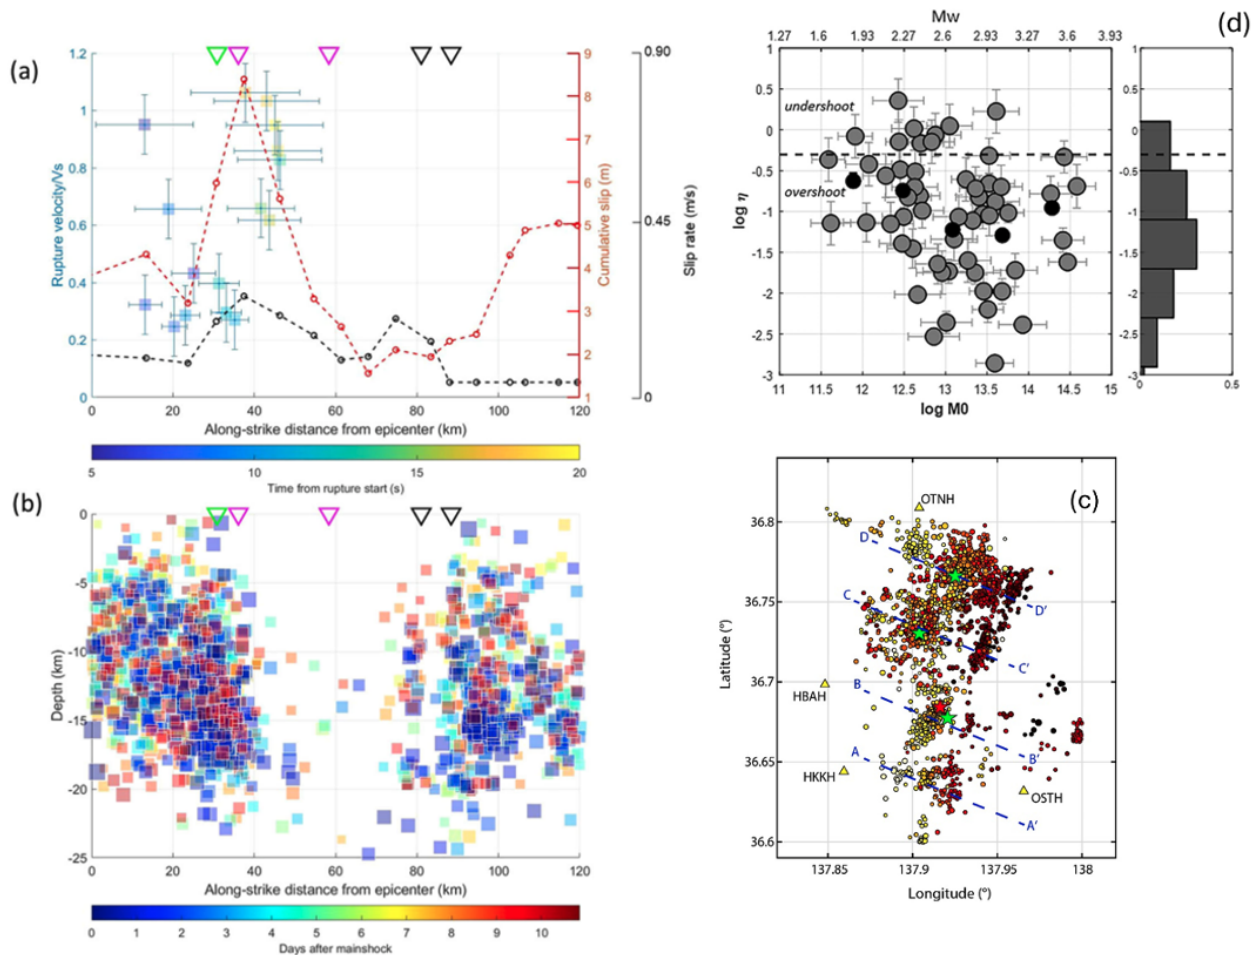 (a)
1.2
1
0.8
0.6
0.4
0.2
0
Rupture velocity/Vs
9
8
7
6
5
4
3
2
1
Cumulative slip (m)
0.90
0.45
0
Slip rate (m/s)
0 20 40 60 80 100 120
Along-strike distance from epicenter (km)
5 10 15 20
Time from rupture start (s)
(b)
0
-5
-10
-15
-20
-25
Depth (km)
0 20 40 60 80 100 120
Along-strike distance from epicenter (km)
0 1 2 3 4 5 6 7 8 9 10
Days after mainshock
(d)
Mw
1.27 1.6 1.93 2.27 2.6 2.93 3.27 3.6 3.93
1
0.5
0
-0.5
-1
-1.5
-2
-2.5
-3
log η
undershoot
overshoot
11 11.5 12 12.5 13 13.5 14 14.5 15
log M0
0.5
0
-0.5
-1
-1.5
-2
-2.5
-3
0 0.5
(c)
36.8
36.75
36.7
36.65
36.6
Latitude (°)
OTNH
D
D'
C
C'
HBAH
B
B'
A
A'
HKKH
OSTH
137.85 137.9 137.95 138
Longitude (°)